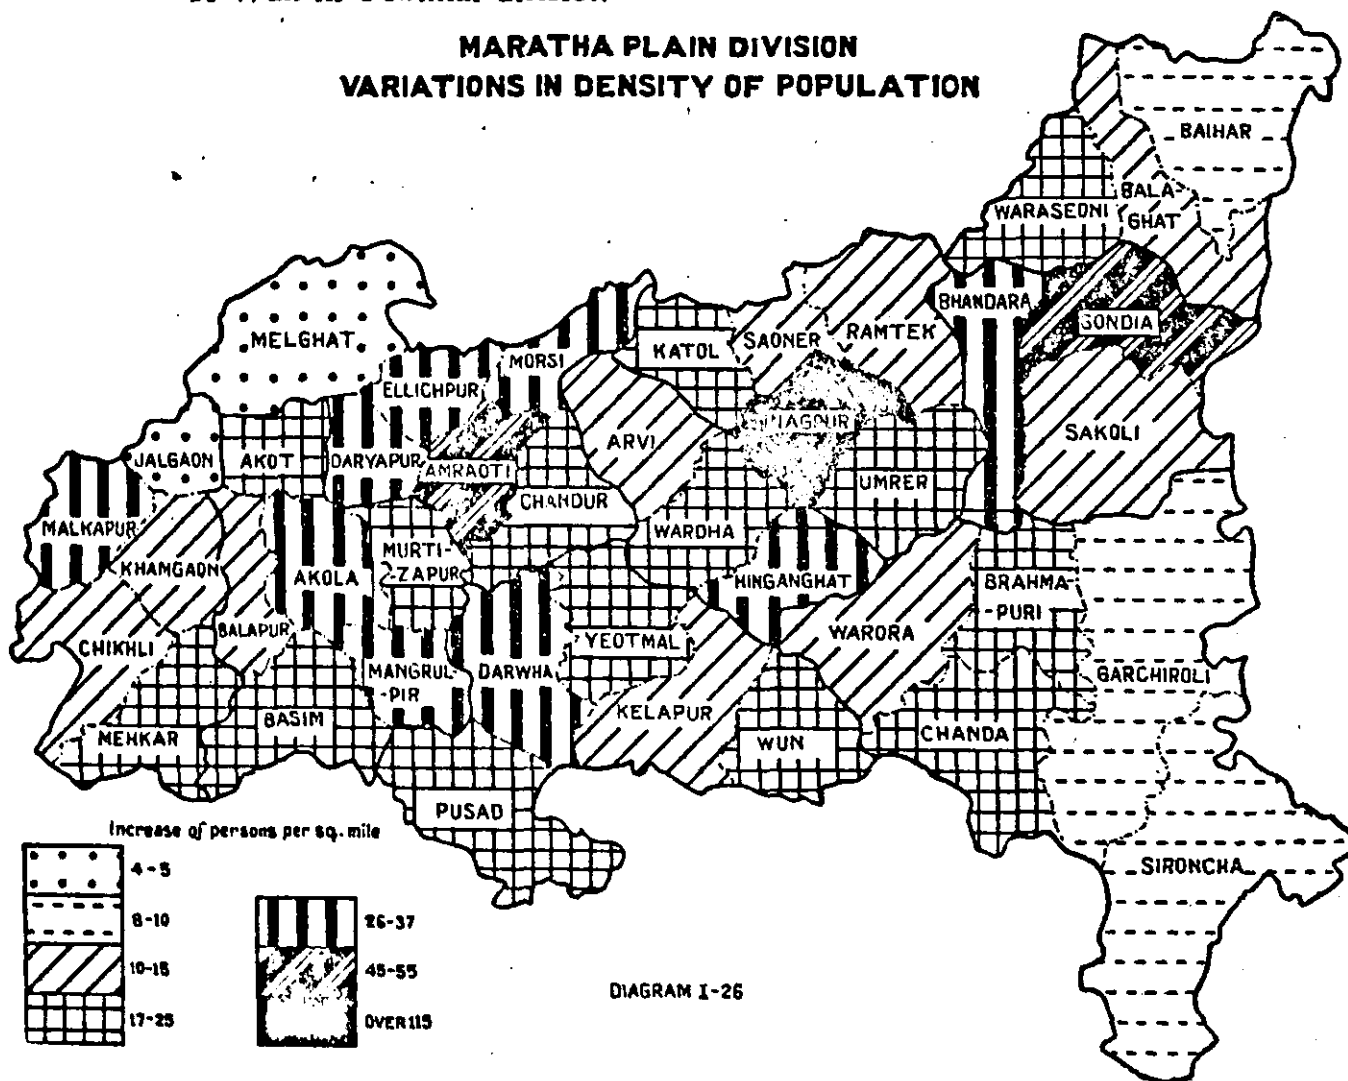 MARATHA PLAIN DIVISION
VARIATIONS IN DENSITY OF POPULATION
BAIHAR
BALA-
GHAT
WARASEONI
BHANDARA
GONDIA
MELGHAT
SAONER
RAMTEK
KATOL
MORSI
ELLICHPUR
NAGPUR
SAKOLI
ARVI
JALGAON
AKOT
DARYAPUR
AMRAOTI
CHANDUR
UMRER
MALKAPUR
WARDHA
KHAMGAON
AKOLA
MURTI-
-ZAPUR
HINGANGHAT
BRAHMA-
-PURI
BALAPUR
CHIKHLI
YEOTMAL
WARORA
MANGRUL-
-PIR
DARWHA
GARCHIROLI
BASIM
KELAPUR
MEHKAR
WUN
CHANDA
PUSAD
SIRONCHA
Increase of persons per sq. mile
4-5
8-10
10-15
17-25
26-37
45-55
OVER 115
DIAGRAM I-26